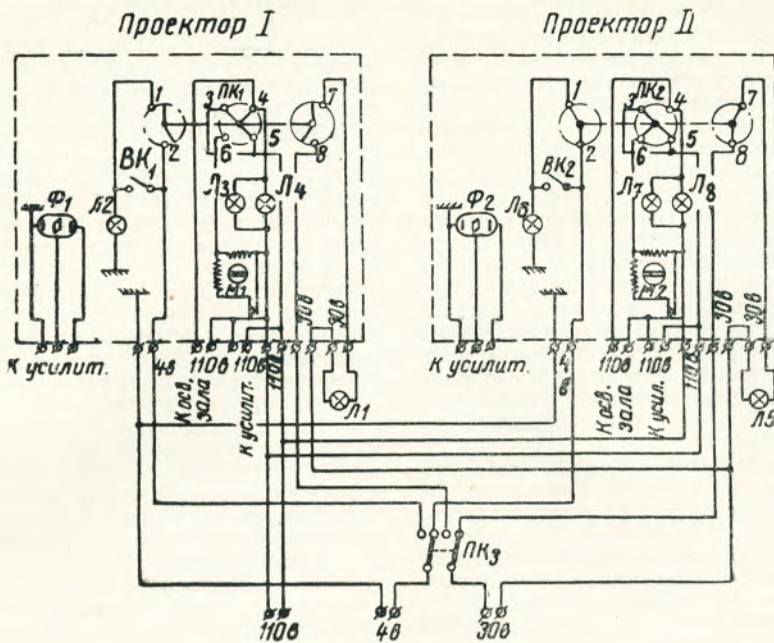 Проектор I
Проектор II
1
2
ПК1
3
4
5
6
7
8
ВК1
Ф1
Л2
Л3
Л4
М1
30в
30в
К усилит.
4в
К осв. зала
110в
К усилит.
110в
110в
Л1
1
2
ПК2
3
4
5
6
7
8
ВК2
Ф2
Л6
Л7
Л8
М2
30в
30в
К усилит.
К осв. зала
110в
К усил.
110в
110в
Л5
ПК3
110в
4в
30в